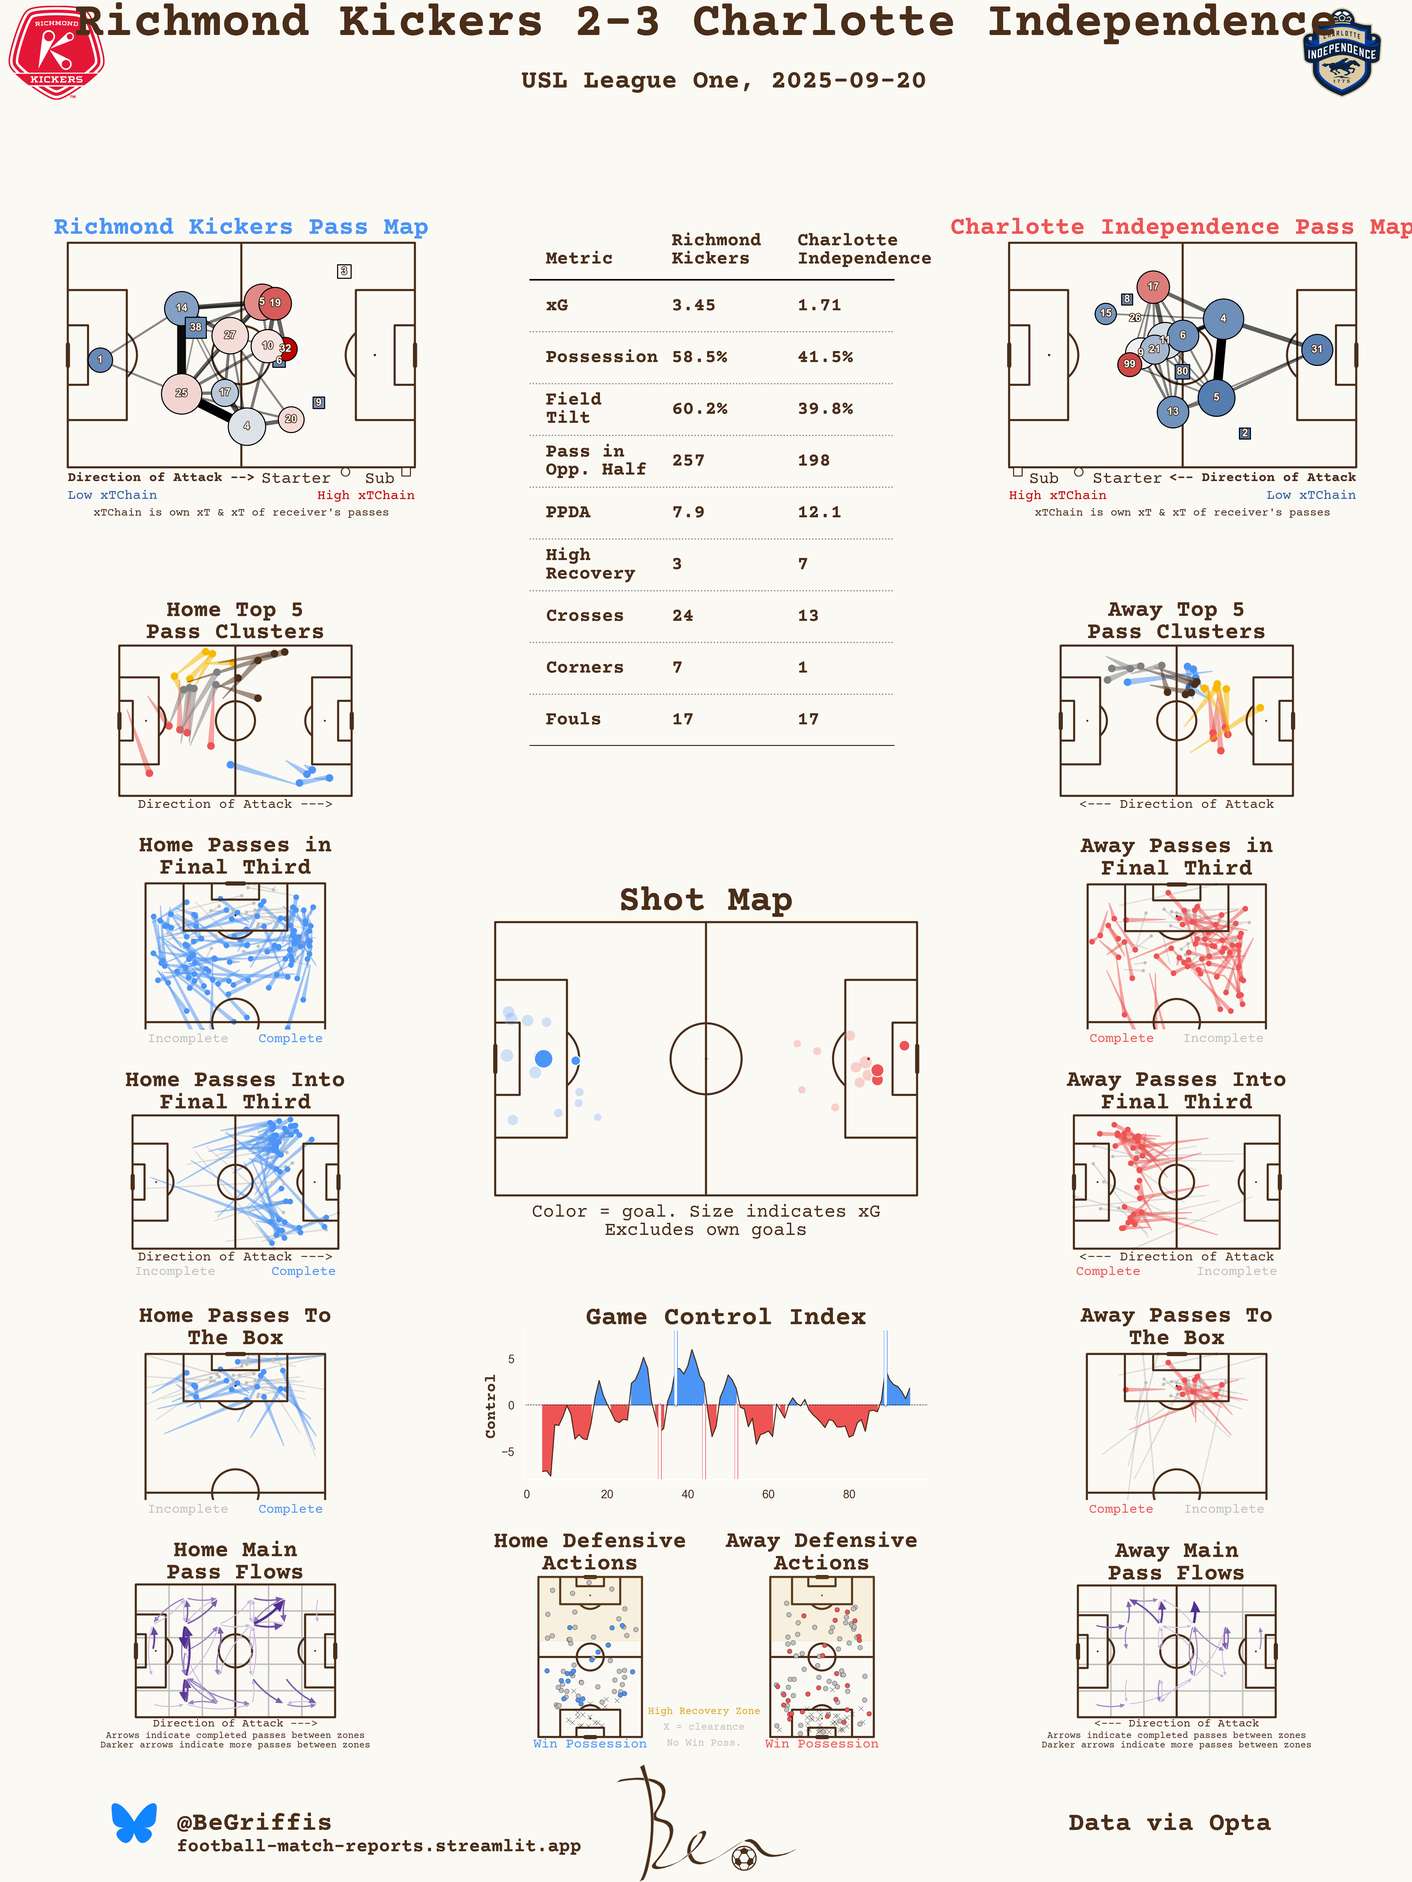 Richmond Kickers 2-3 Charlotte Independence
USL League One, 2025-09-20
RICHMOND
KICKERS
CHARLOTTE
INDEPENDENCE
1775
Richmond Kickers Pass Map
1
14
38
25
27
17
4
5
19
10
32
6
20
9
3
Direction of Attack --> Starter Sub
Low xTChain High xTChain
xTChain is own xT & xT of receiver's passes
Metric Richmond Kickers Charlotte Independence
xG 3.45 1.71
Possession 58.5% 41.5%
Field Tilt 60.2% 39.8%
Pass in Opp. Half 257 198
PPDA 7.9 12.1
High Recovery 3 7
Crosses 24 13
Corners 7 1
Fouls 17 17
Charlotte Independence Pass Map
17
8
15
26
4
6
11
21
9
99
80
31
5
13
2
Sub Starter <-- Direction of Attack
High xTChain Low xTChain
xTChain is own xT & xT of receiver's passes
Home Top 5
Pass Clusters
Direction of Attack --->
Away Top 5
Pass Clusters
<--- Direction of Attack
Home Passes in
Final Third
Incomplete Complete
Away Passes in
Final Third
Complete Incomplete
Shot Map
Color = goal. Size indicates xG
Excludes own goals
Home Passes Into
Final Third
Direction of Attack --->
Incomplete Complete
Away Passes Into
Final Third
<--- Direction of Attack
Complete Incomplete
Home Passes To
The Box
Incomplete Complete
Game Control Index
Control
5
0
−5
0 20 40 60 80
Away Passes To
The Box
Complete Incomplete
Home Main
Pass Flows
Direction of Attack --->
Arrows indicate completed passes between zones
Darker arrows indicate more passes between zones
Home Defensive
Actions
Win Possession
High Recovery Zone
X = clearance
No Win Poss.
Away Defensive
Actions
Win Possession
Away Main
Pass Flows
<--- Direction of Attack
Arrows indicate completed passes between zones
Darker arrows indicate more passes between zones
@BeGriffis
football-match-reports.streamlit.app
Ben
Data via Opta